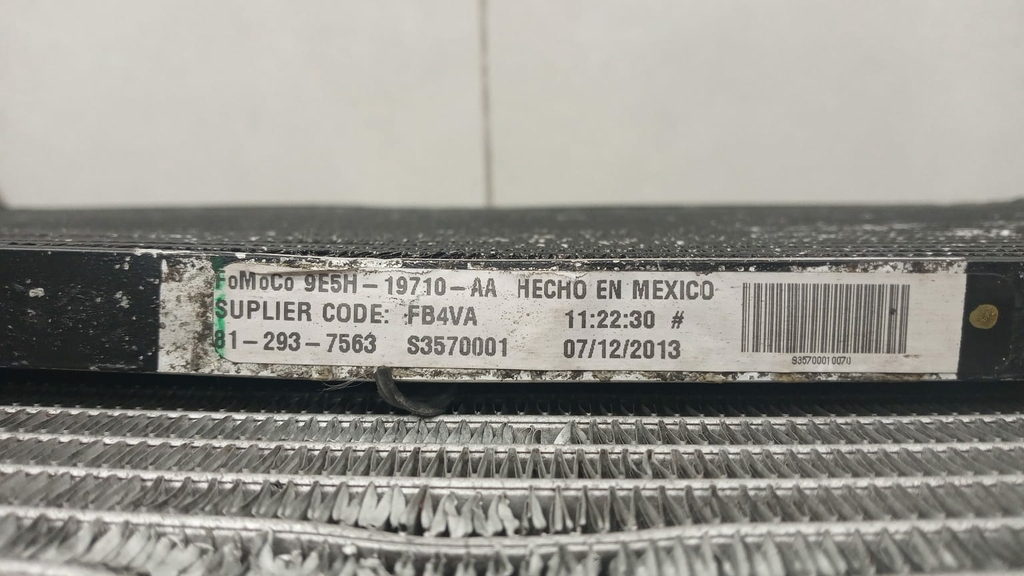 FoMoCo 9E5H-19710-AA HECHO EN MEXICO
SUPLIER CODE: FB4VA 11:22:30 #
81-293-7563 S3570001 07/12/2013
S35700010070